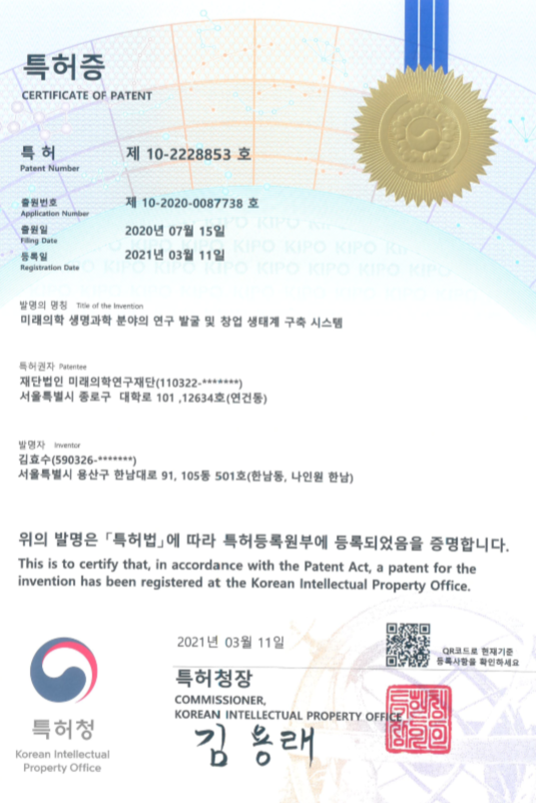 특허증
CERTIFICATE OF PATENT
특 허 제 10-2228853 호
Patent Number
출원번호 제 10-2020-0087738 호
Application Number
출원일 2020년 07월 15일
Filing Date
등록일 2021년 03월 11일
Registration Date
발명의 명칭 Title of the Invention
미래의학 생명과학 분야의 연구 발굴 및 창업 생태계 구축 시스템
특허권자 Patentee
재단법인 미래의학연구재단(110322-*******)
서울특별시 종로구 대학로 101 ,12634호(연건동)
발명자 Inventor
김효수(590326-*******)
서울특별시 용산구 한남대로 91, 105동 501호(한남동, 나인원 한남)
위의 발명은 「특허법」에 따라 특허등록원부에 등록되었음을 증명합니다.
This is to certify that, in accordance with the Patent Act, a patent for the
invention has been registered at the Korean Intellectual Property Office.
2021년 03월 11일
QR코드로 현재기준
등록사항을 확인하세요
특허청장
COMMISSIONER,
KOREAN INTELLECTUAL PROPERTY OFFICE
김용래
특허청
Korean Intellectual
Property Office
KIPO KIPO KIPO KIPO